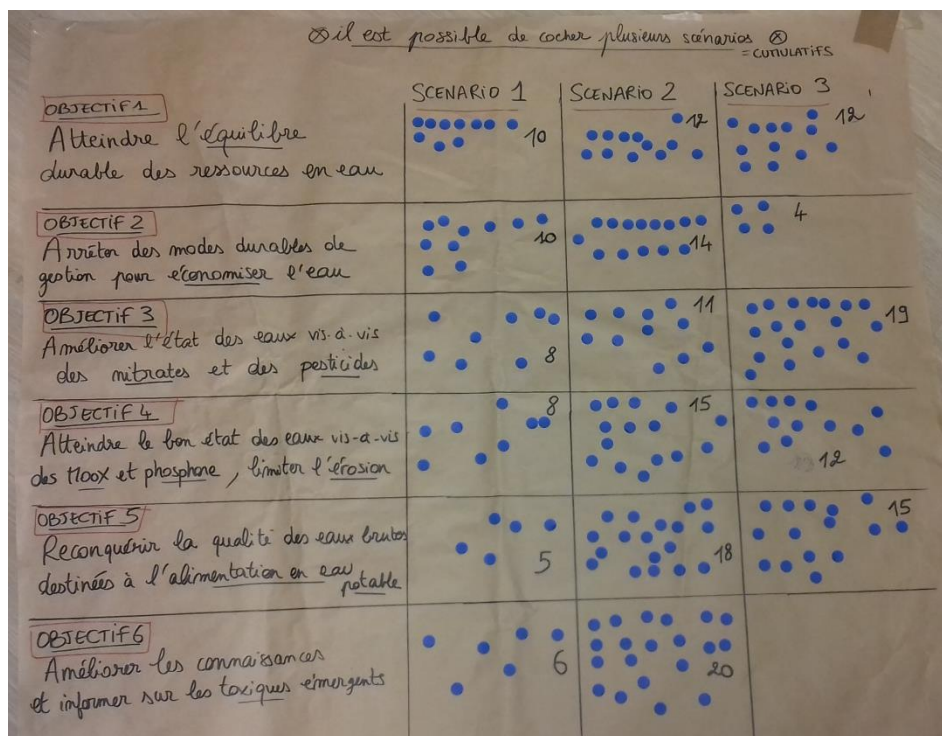 ⊗ il est possible de cocher plusieurs scénarios ⊗
= CUMULATIFS
SCENARIO 1 SCENARIO 2 SCENARIO 3
OBJECTIF 1
Atteindre l'équilibre
durable des ressources en eau
10 12 12
OBJECTIF 2
Arrêter des modes durables de
gestion pour économiser l'eau
10 14 4
OBJECTIF 3
Améliorer l'état des eaux vis-à-vis
des nitrates et des pesticides
8 11 19
OBJECTIF 4
Atteindre le bon état des eaux vis-à-vis
des Moox et phosphore, limiter l'érosion
8 15 12
OBJECTIF 5
Reconquérir la qualité des eaux brutes
destinées à l'alimentation en eau
potable
5 18 15
OBJECTIF 6
Améliorer les connaissances
et informer sur les toxiques émergents
6 20